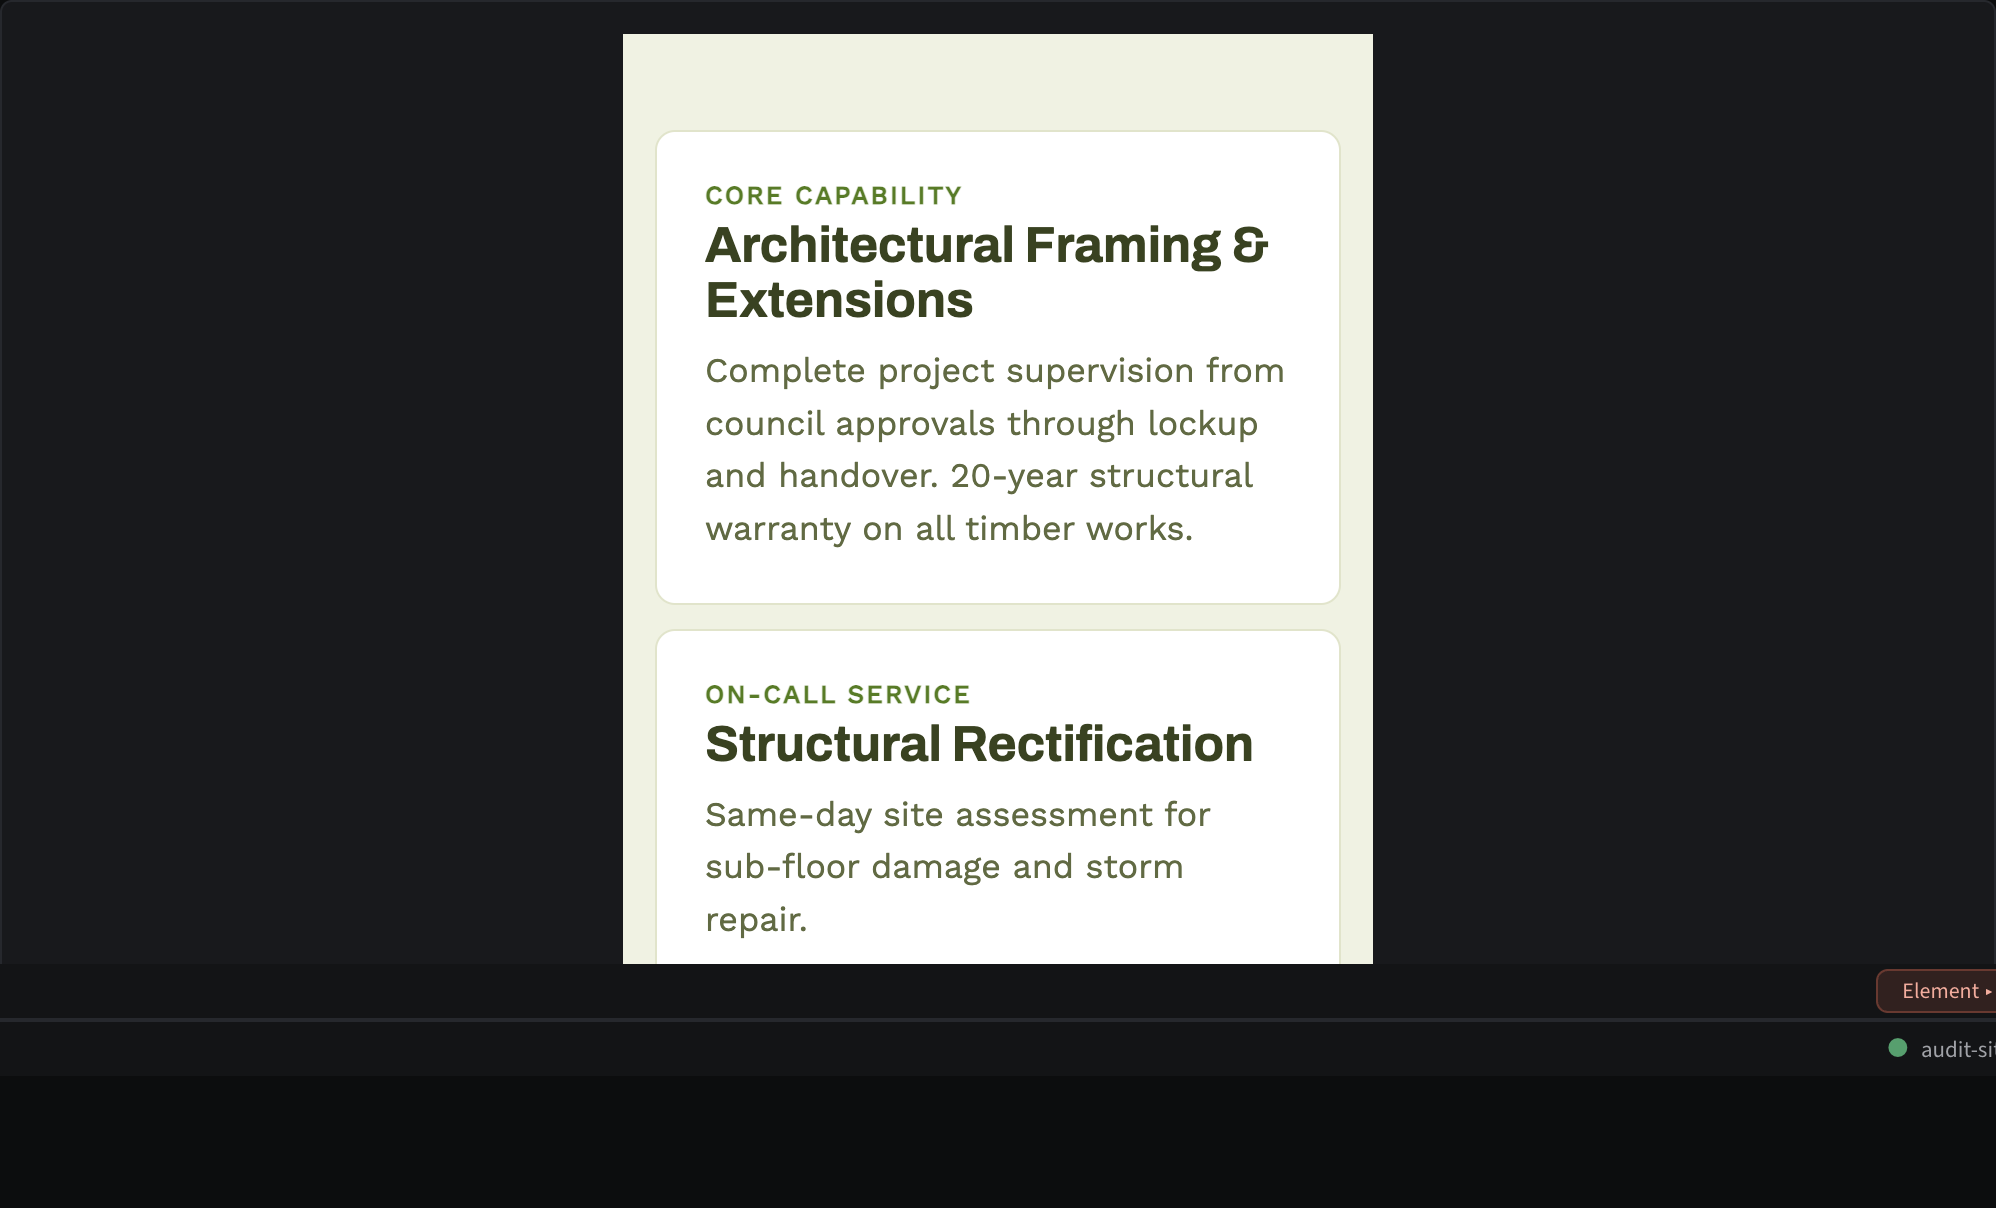 CORE CAPABILITY
Architectural Framing &
Extensions
Complete project supervision from
council approvals through lockup
and handover. 20-year structural
warranty on all timber works.
ON-CALL SERVICE
Structural Rectification
Same-day site assessment for
sub-floor damage and storm
repair.
Element ▸